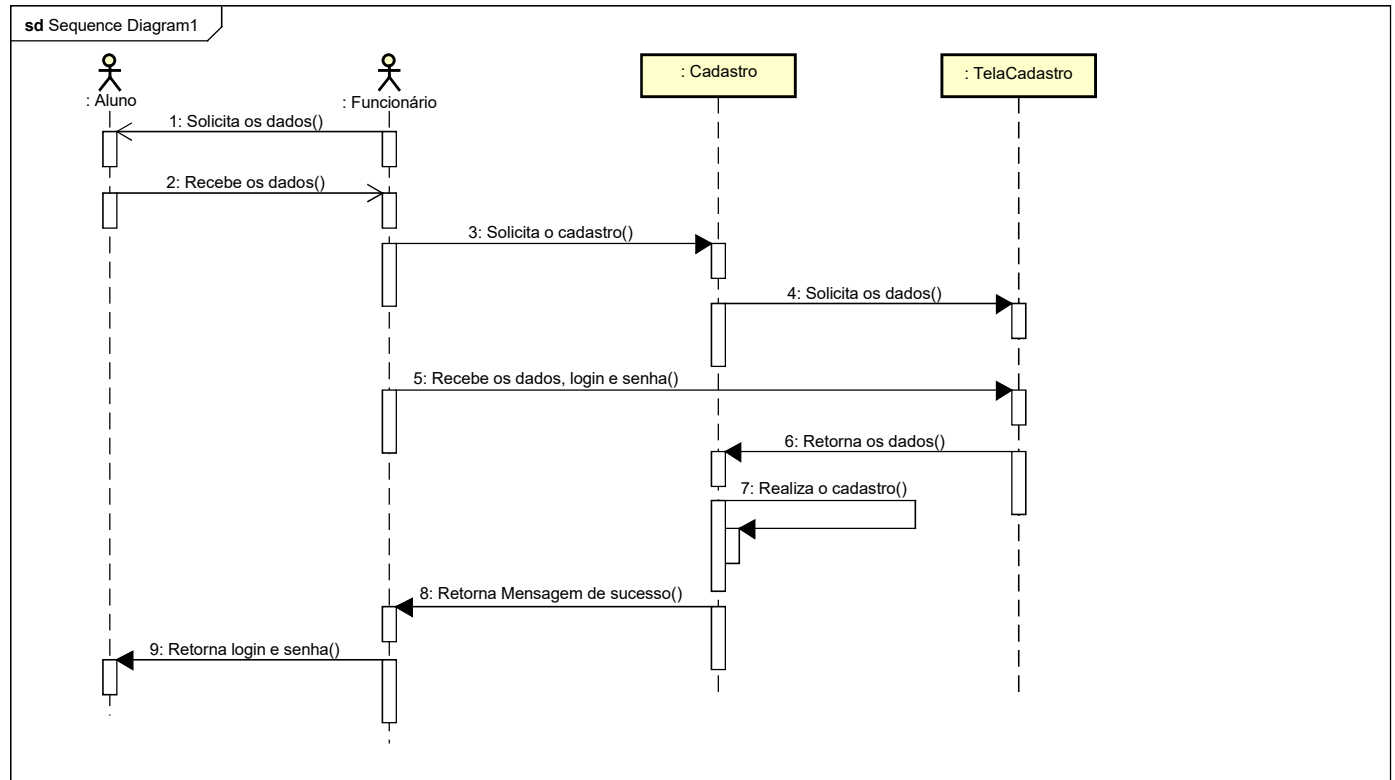 sd Sequence Diagram1
: Aluno
: Funcionário
: Cadastro
: TelaCadastro
1: Solicita os dados()
2: Recebe os dados()
3: Solicita o cadastro()
4: Solicita os dados()
5: Recebe os dados, login e senha()
6: Retorna os dados()
7: Realiza o cadastro()
8: Retorna Mensagem de sucesso()
9: Retorna login e senha()